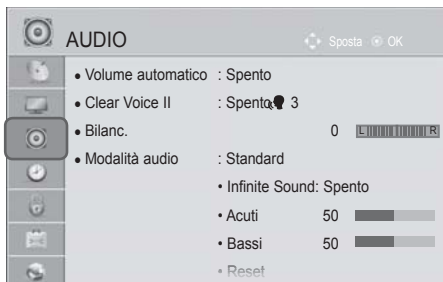 AUDIO Sposta OK
• Volume automatico : Spento
• Clear Voice II : Spento 3
• Bilanc. 0 L R
• Modalità audio : Standard
• Infinite Sound: Spento
• Acuti 50
• Bassi 50
• Reset